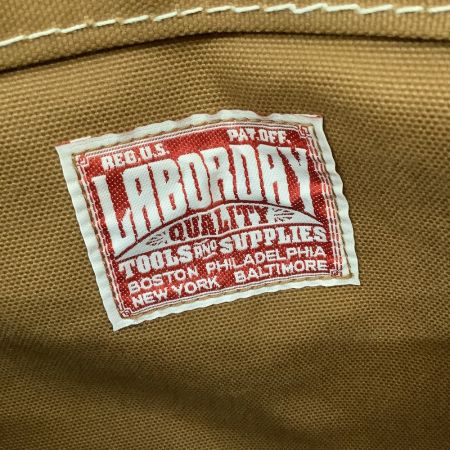 REG.U.S. PAT.OFF.
LABORDAY
QUALITY
TOOLS AND SUPPLIES
BOSTON PHILADELPHIA
NEW YORK BALTIMORE